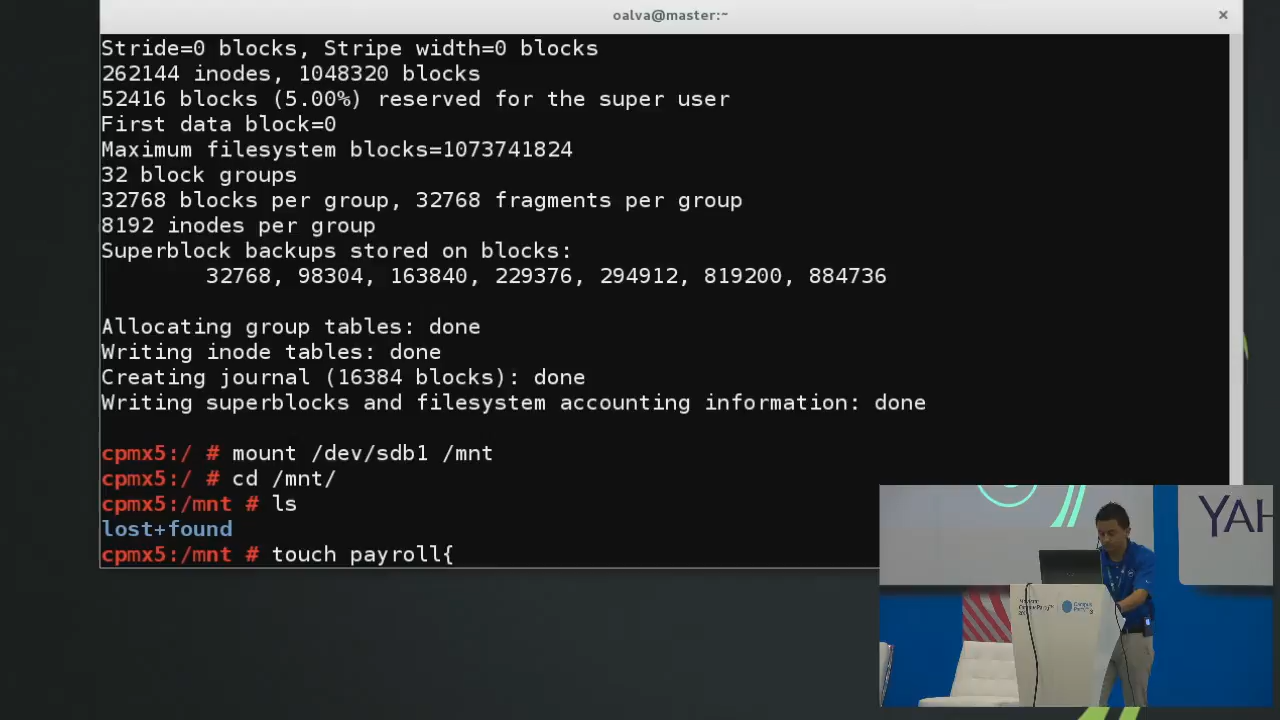 oalva@master:~
×
Stride=0 blocks, Stripe width=0 blocks
262144 inodes, 1048320 blocks
52416 blocks (5.00%) reserved for the super user
First data block=0
Maximum filesystem blocks=1073741824
32 block groups
32768 blocks per group, 32768 fragments per group
8192 inodes per group
Superblock backups stored on blocks:
32768, 98304, 163840, 229376, 294912, 819200, 884736
Allocating group tables: done
Writing inode tables: done
Creating journal (16384 blocks): done
Writing superblocks and filesystem accounting information: done
cpmx5:/ # mount /dev/sdb1 /mnt
cpmx5:/ # cd /mnt/
cpmx5:/mnt # ls
lost+found
cpmx5:/mnt # touch payroll{
YAH